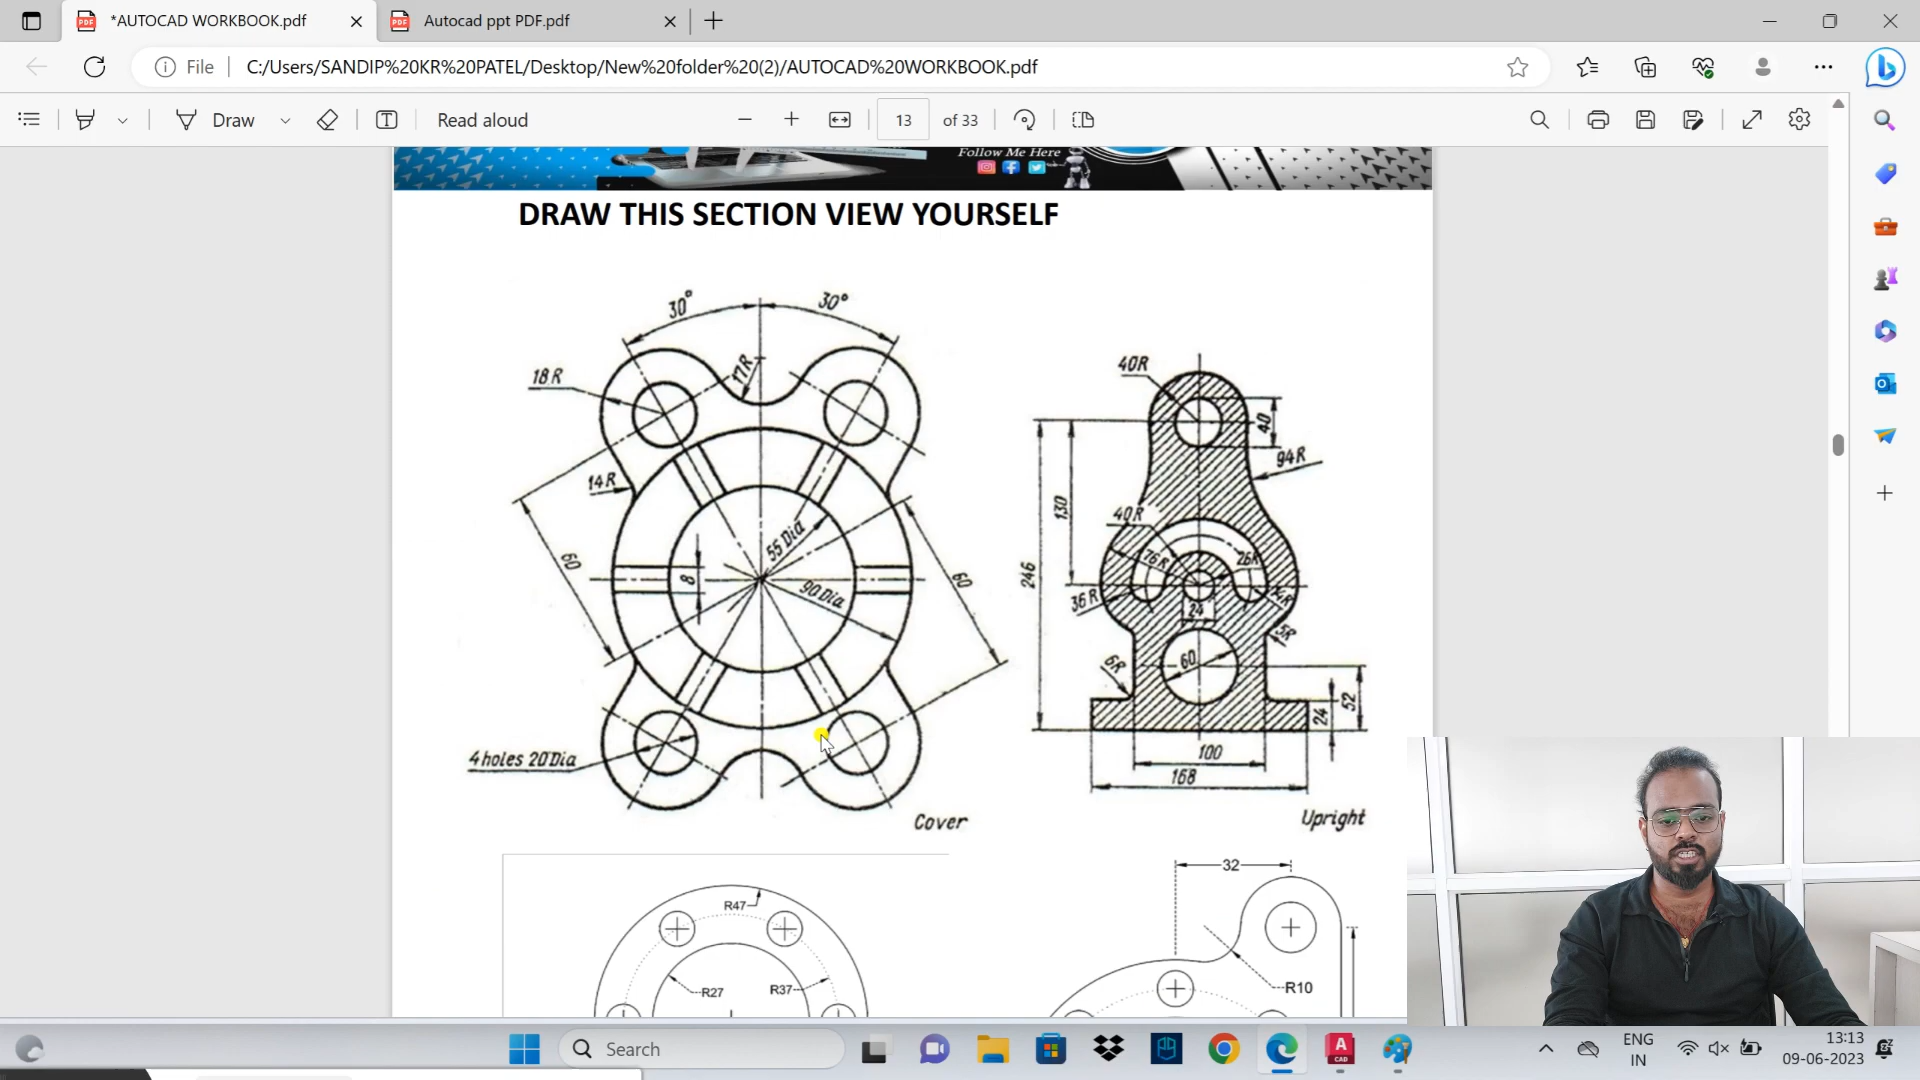 *AUTOCAD WORKBOOK.pdf
Autocad ppt PDF.pdf
File
C:/Users/SANDIP%20KR%20PATEL/Desktop/New%20folder%20(2)/AUTOCAD%20WORKBOOK.pdf
Draw
Read aloud
13
of 33
Follow Me Here
DRAW THIS SECTION VIEW YOURSELF
30°
30°
18 R
17R
14R
60
8
55 Dia
90 Dia
60
4 holes 20 Dia
Cover
40R
40
94R
130
40R
76R
26R
246
36R
24
14R
5R
6R
60
52
24
100
168
Upright
R47
R27
R37
32
R10
Search
ENG
IN
13:13
09-06-2023